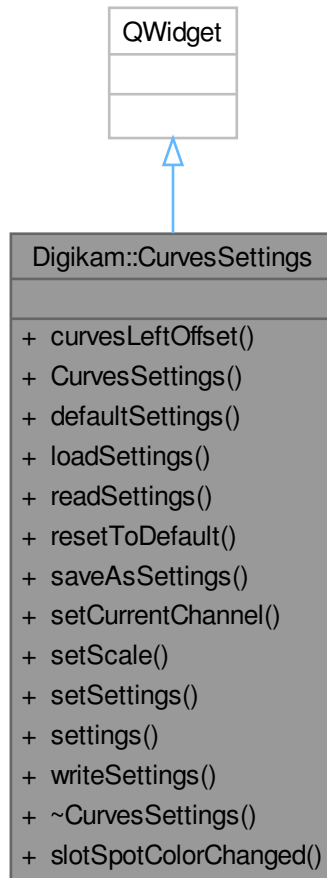 QWidget
Digikam::CurvesSettings
+ curvesLeftOffset()
+ CurvesSettings()
+ defaultSettings()
+ loadSettings()
+ readSettings()
+ resetToDefault()
+ saveAsSettings()
+ setCurrentChannel()
+ setScale()
+ setSettings()
+ settings()
+ writeSettings()
+ ~CurvesSettings()
+ slotSpotColorChanged()